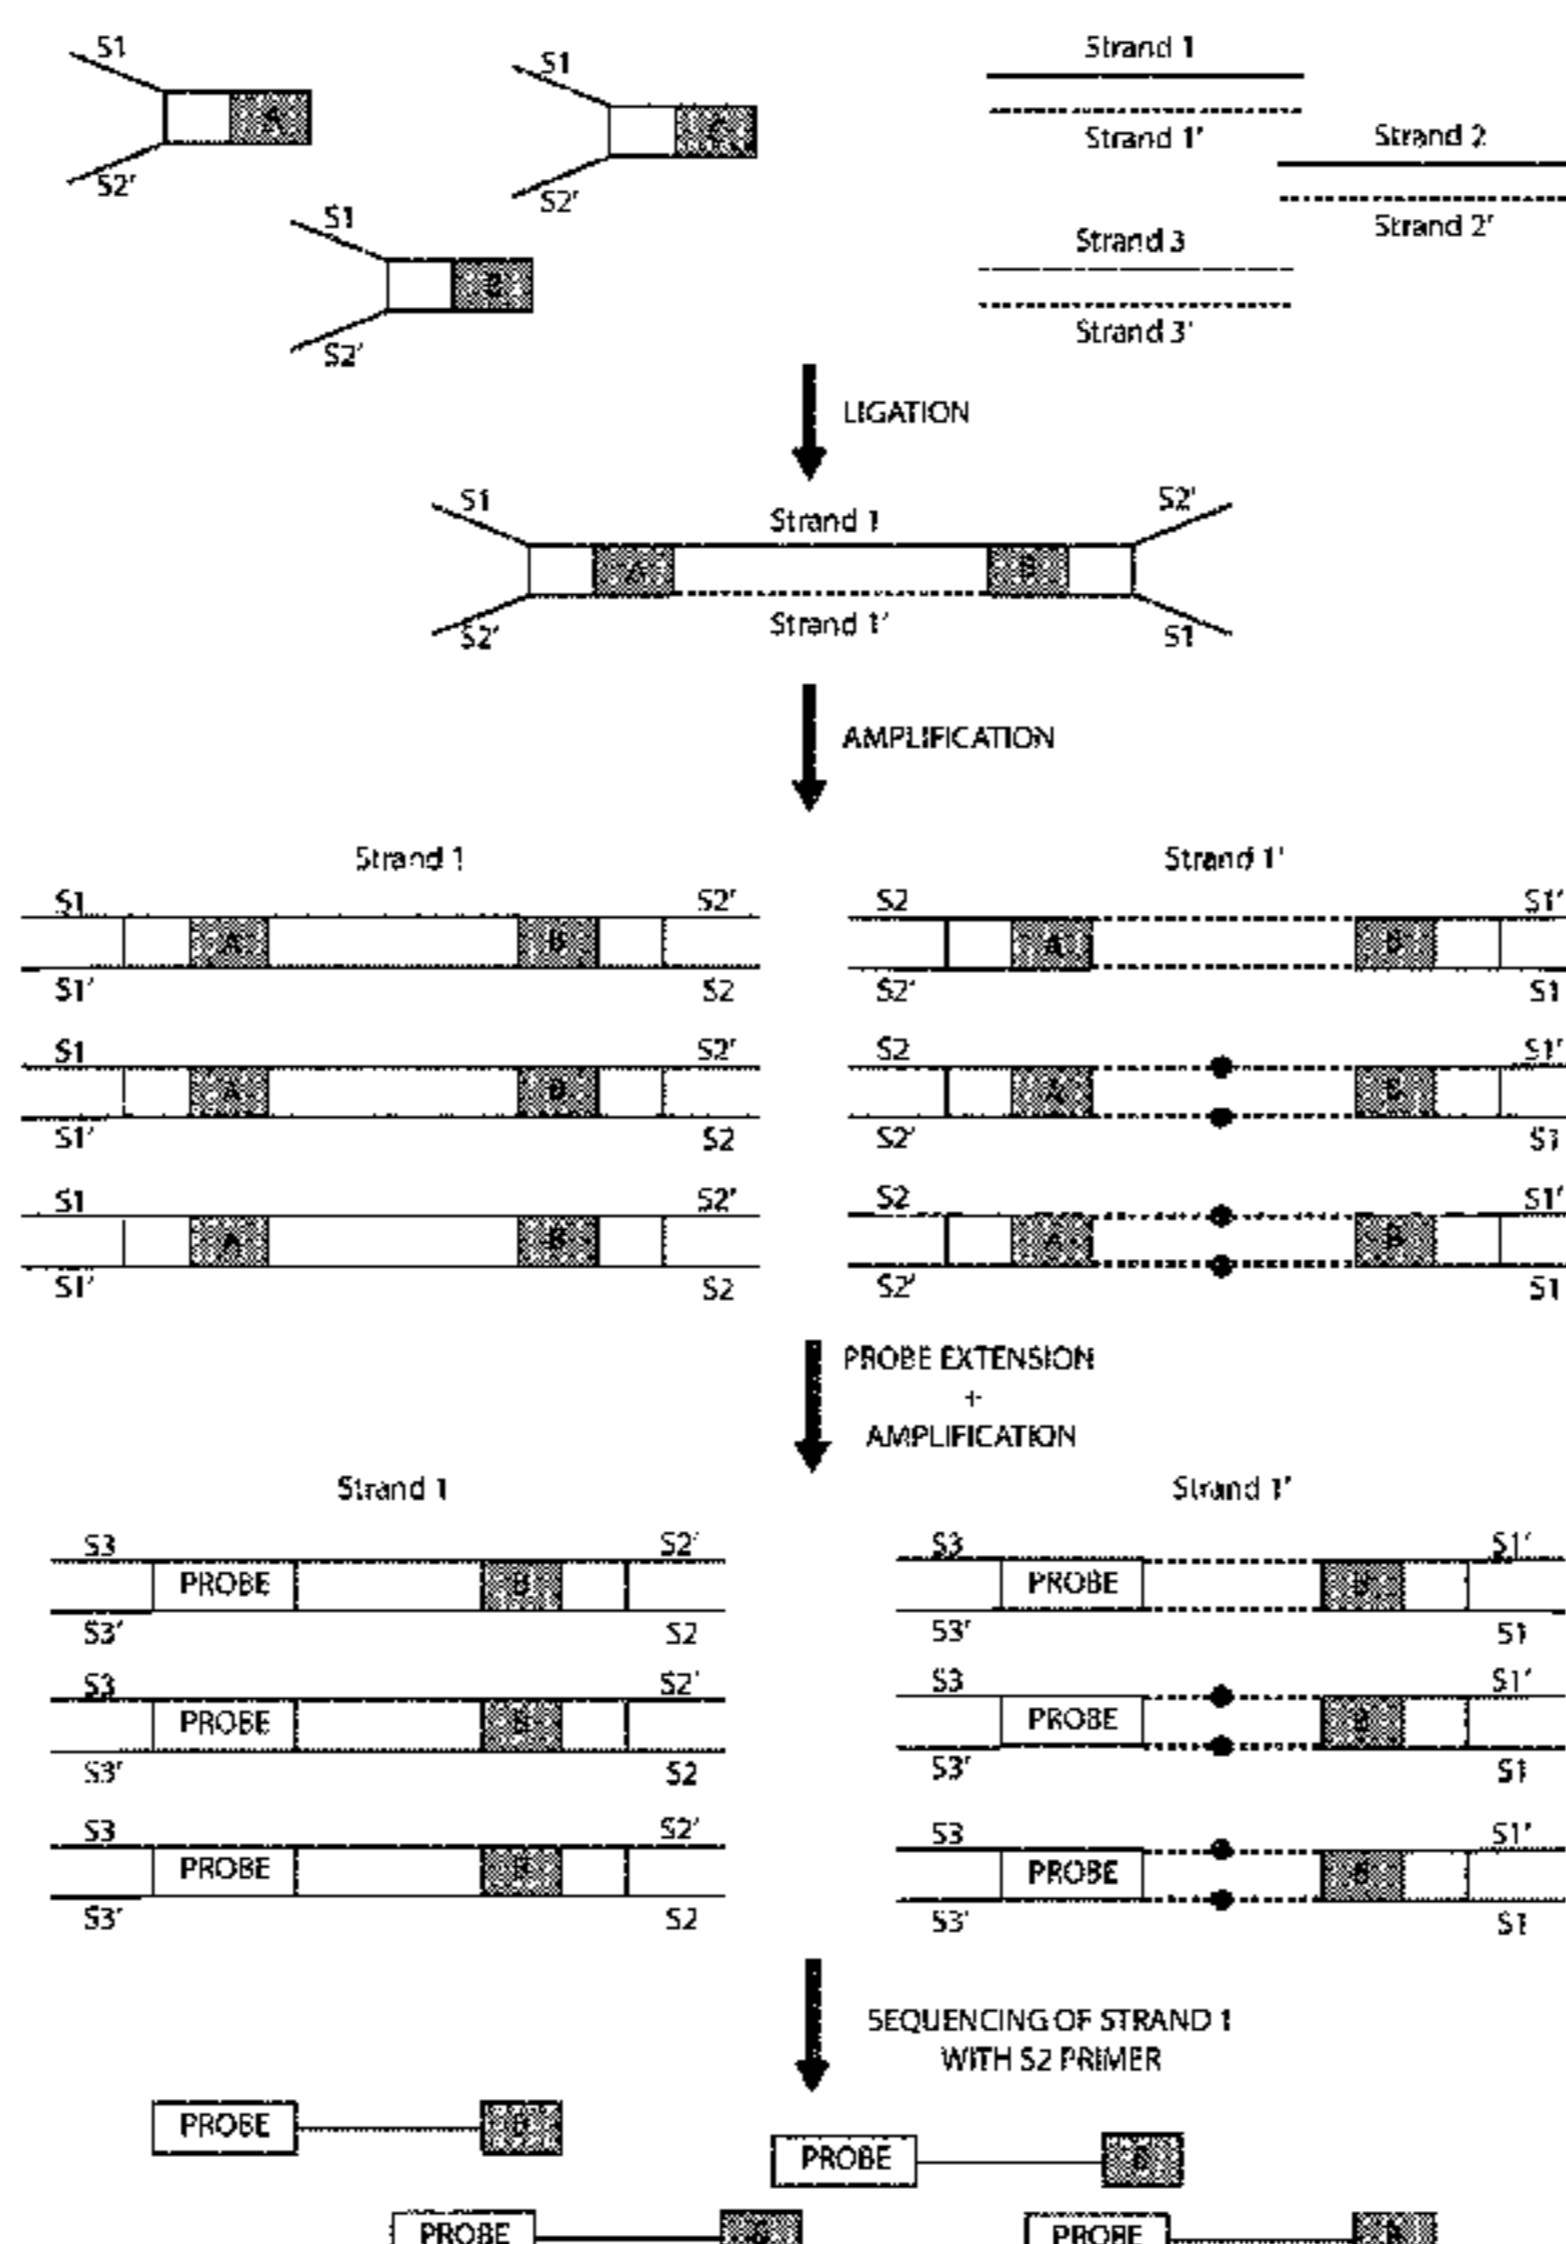 S1
S1
Strand 1
A
C
Strand 1'
Strand 2
S2'
S2'
S1
Strand 2'
Strand 3
B
Strand 3'
S2'
LIGATION
S1
Strand 1
S2'
A
B
S2'
Strand 1'
S1
AMPLIFICATION
Strand 1
Strand 1'
S1
S2'
S2
S1'
A
B
A
B
S1'
S2
S2'
S1
S1
S2'
S2
S1'
A
B
A
B
S1'
S2
S2'
S1
S1
S2'
S2
S1'
A
B
A
B
S1'
S2
S2'
S1
PROBE EXTENSION
+
AMPLIFICATION
Strand 1
Strand 1'
S3
S2'
S3
S1'
PROBE
B
PROBE
B
S3'
S2
S3'
S1
S3
S2'
S3
S1'
PROBE
B
PROBE
B
S3'
S2
S3'
S1
S3
S2'
S3
S1'
PROBE
B
PROBE
B
S3'
S2
S3'
S1
SEQUENCING OF STRAND 1
WITH S2 PRIMER
PROBE
B
PROBE
B
PROBE
B
PROBE
B